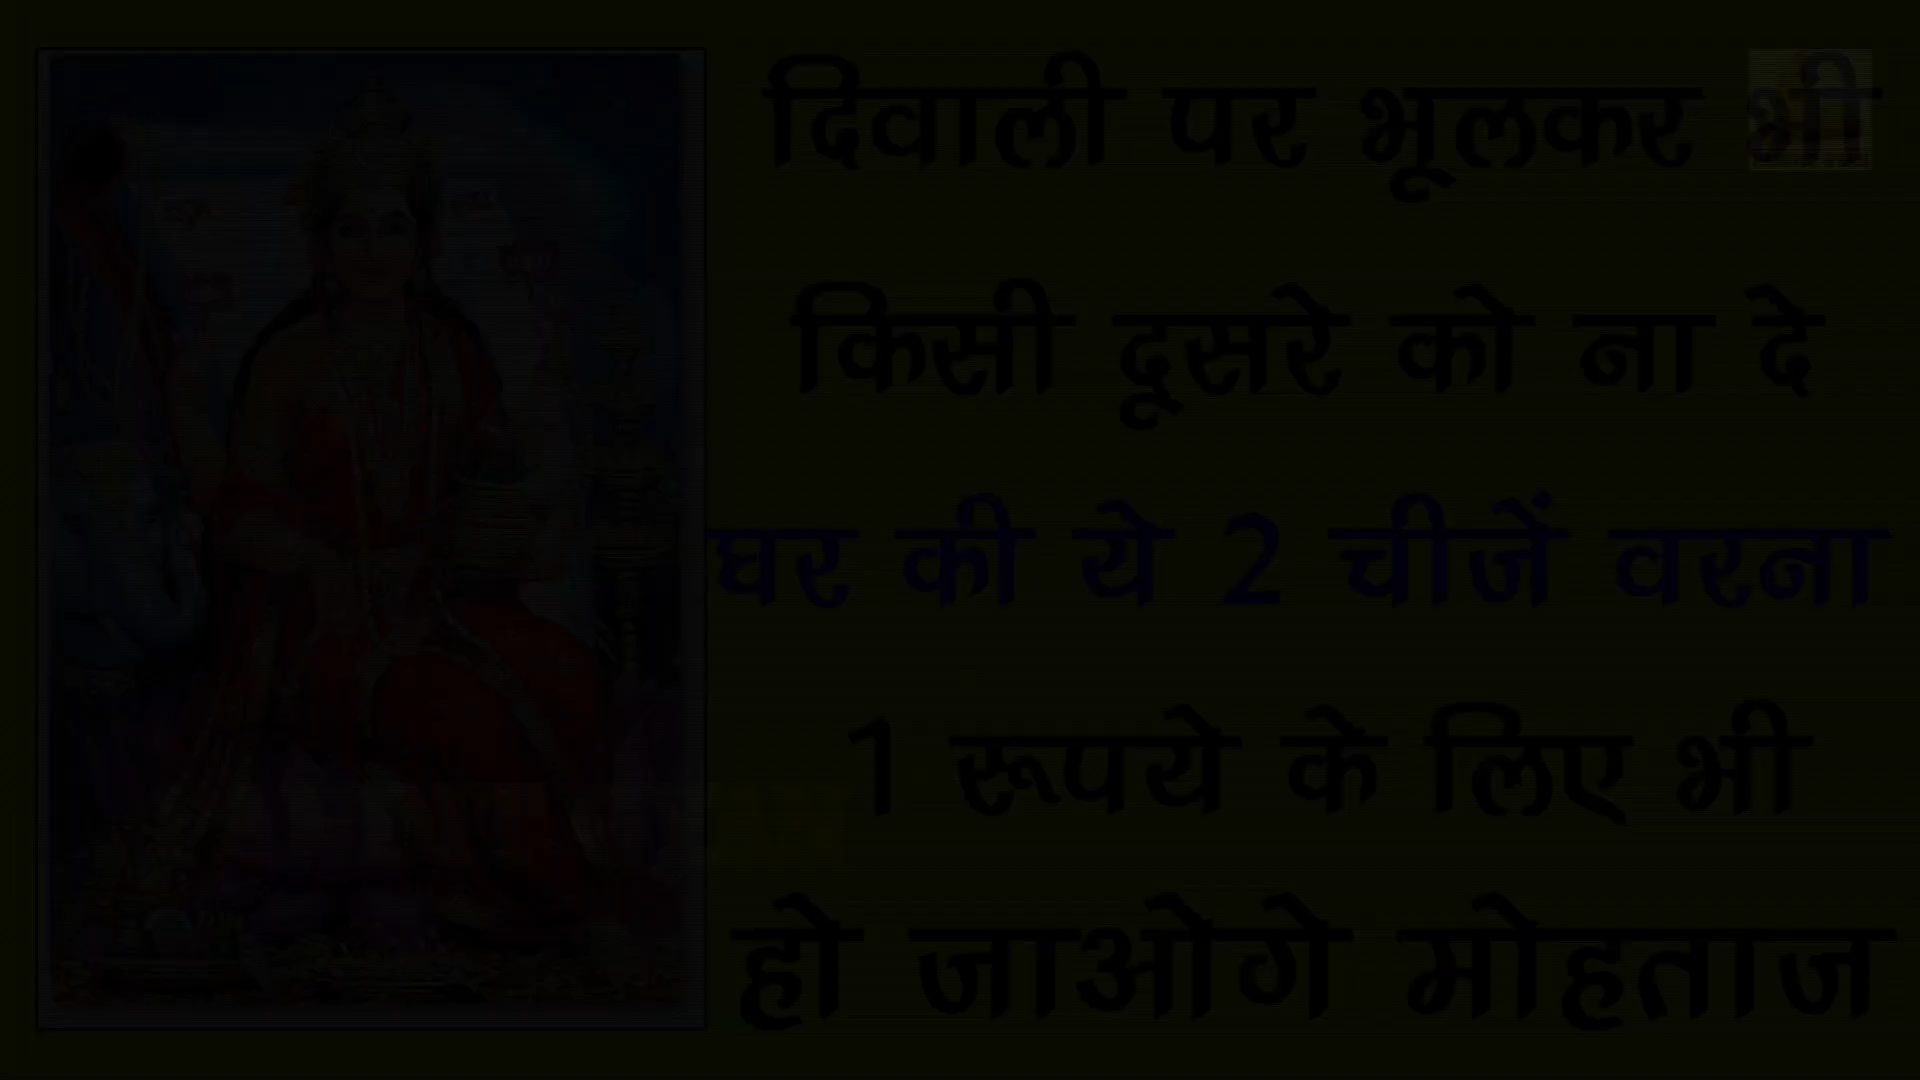 दिवाली पर भूलकर भी
किसी दूसरे को ना दे
घर की ये 2 चीजें वरना
1 रूपये के लिए भी
हो जाओगे मोहताज